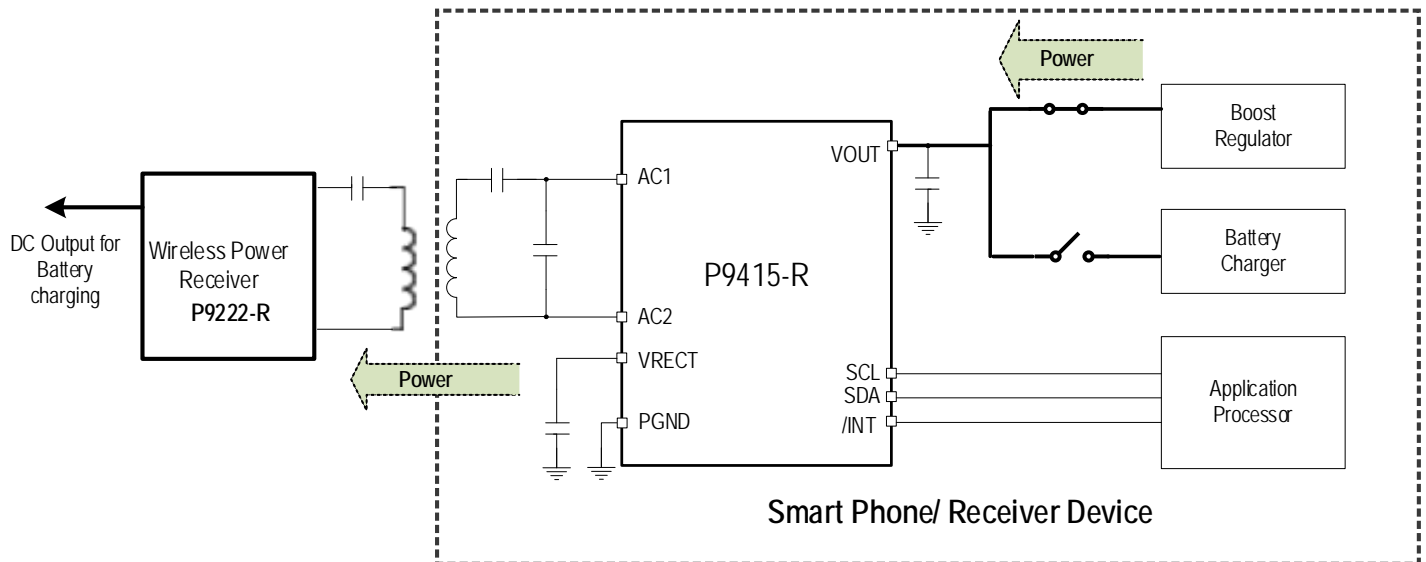 Power
Boost
Regulator
VOUT
AC1
DC Output for
Battery
charging
Wireless Power
Receiver
P9222-R
P9415-R
Battery
Charger
AC2
VRECT
Power
PGND
SCL
SDA
/INT
Application
Processor
Smart Phone/ Receiver Device